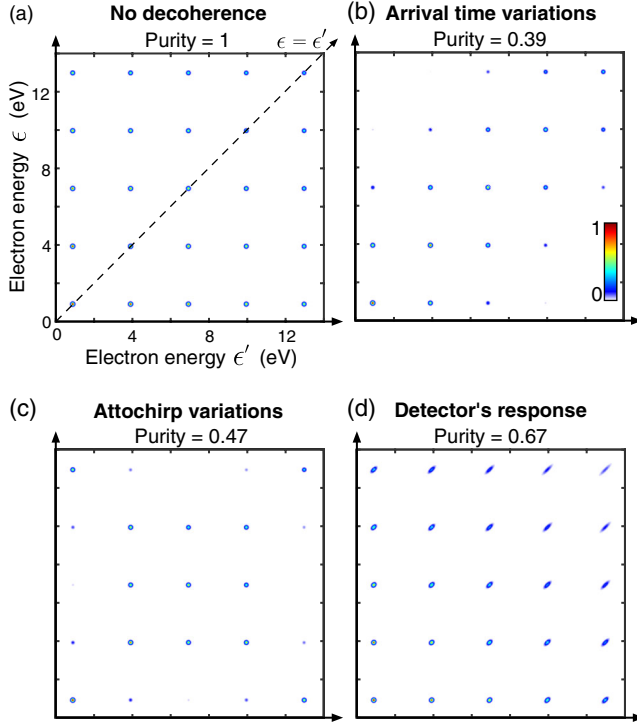 (a) No decoherence
Purity = 1
ϵ = ϵ′
Electron energy ϵ (eV)
12
8
4
0
0 4 8 12
Electron energy ϵ′ (eV)
(b) Arrival time variations
Purity = 0.39
1
0
(c) Attochirp variations
Purity = 0.47
(d) Detector's response
Purity = 0.67